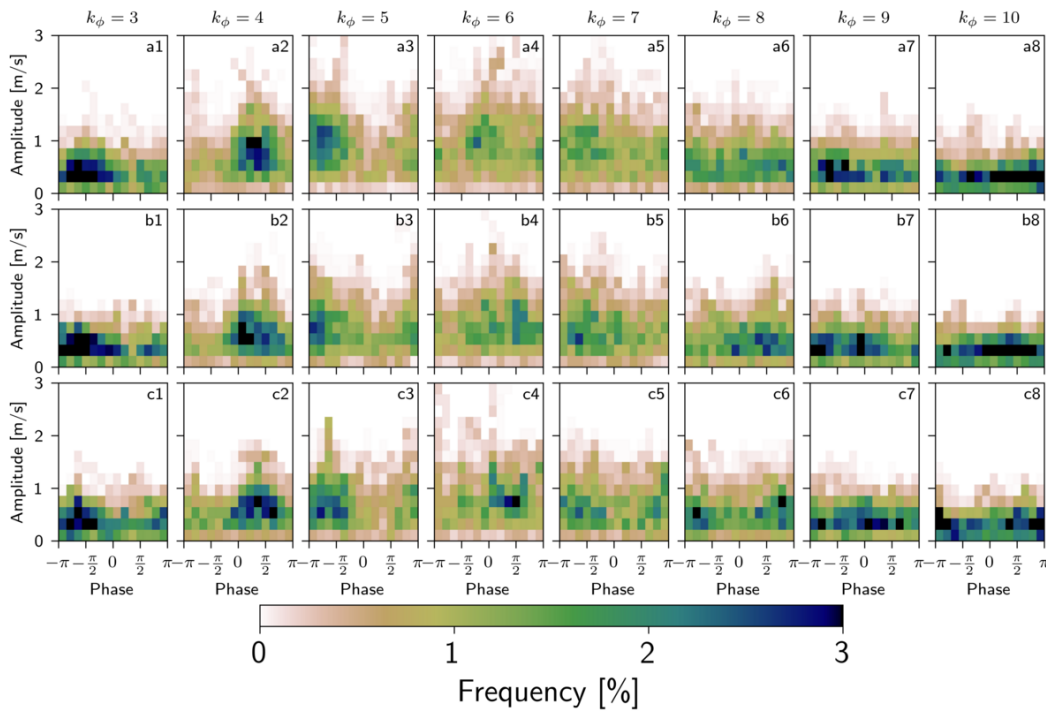 k_ϕ = 3 k_ϕ = 4 k_ϕ = 5 k_ϕ = 6 k_ϕ = 7 k_ϕ = 8 k_ϕ = 9 k_ϕ = 10
3 a1 a2 a3 a4 a5 a6 a7 a8
2
Amplitude [m/s]
1
0
3 b1 b2 b3 b4 b5 b6 b7 b8
2
Amplitude [m/s]
1
0
3 c1 c2 c3 c4 c5 c6 c7 c8
2
Amplitude [m/s]
1
0
−π −π/2 0 π/2 π −π/2 0 π/2 π −π/2 0 π/2 π −π/2 0 π/2 π −π/2 0 π/2 π −π/2 0 π/2 π −π/2 0 π/2 π −π/2 0 π/2 π
Phase Phase Phase Phase Phase Phase Phase Phase
0 1 2 3
Frequency [%]